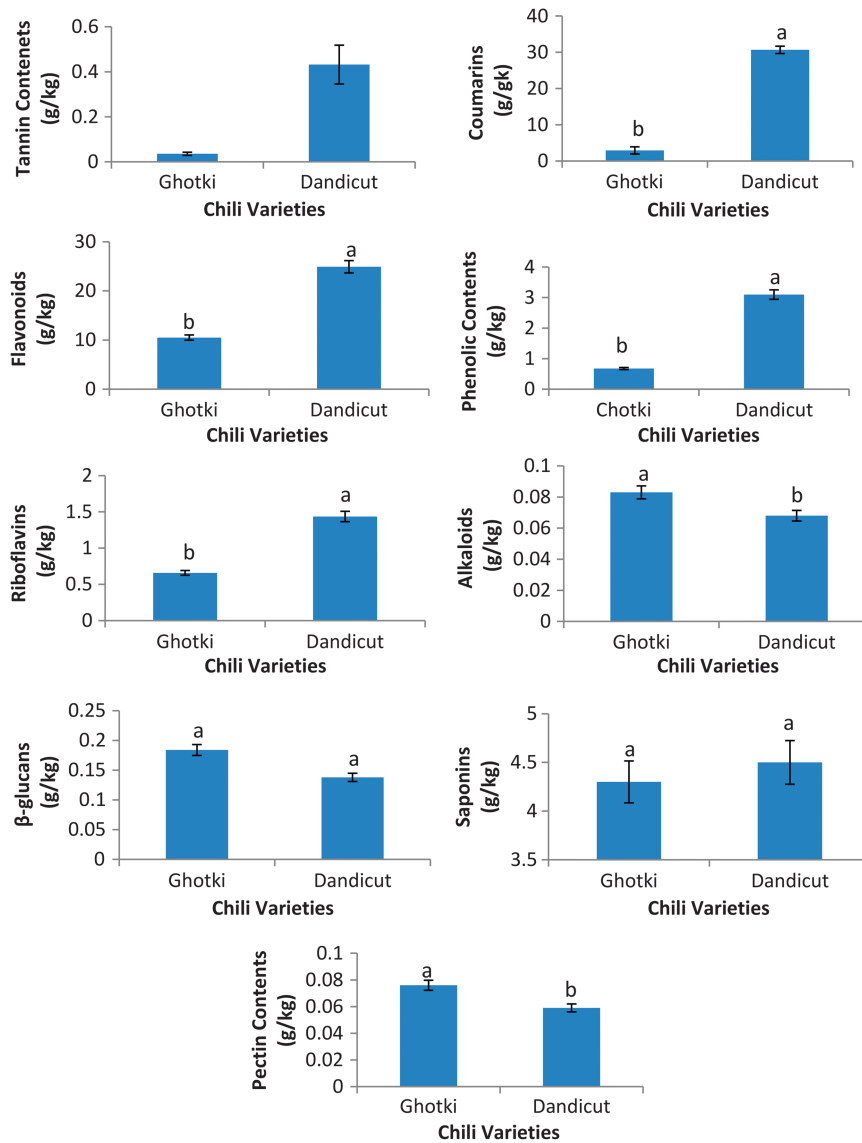 Tannin Contenets
(g/kg)
0.6
0.4
0.2
0
Ghotki Dandicut
Chili Varieties
Coumarins
(g/gk)
40
30
20
10
0
b
a
Ghotki Dandicut
Chili Varieties
Flavonoids
(g/kg)
30
20
10
0
b
a
Ghotki Dandicut
Chili Varieties
Phenolic Contents
(g/kg)
4
3
2
1
0
b
a
Chotki Dandicut
Chili Varieties
Riboflavins
(g/kg)
2
1.5
1
0.5
0
b
a
Ghotki Dandicut
Chili Varieties
Alkaloids
(g/kg)
0.1
0.08
0.06
0.04
0.02
0
a
b
Ghotki Dandicut
Chili Varieties
β-glucans
(g/kg)
0.25
0.2
0.15
0.1
0.05
0
a
a
Ghotki Dandicut
Chili Varieties
Saponins
(g/kg)
5
4.5
4
3.5
a
a
Ghotki Dandicut
Chili Varieties
Pectin Contents
(g/kg)
0.1
0.08
0.06
0.04
0.02
0
a
b
Ghotki Dandicut
Chili Varieties